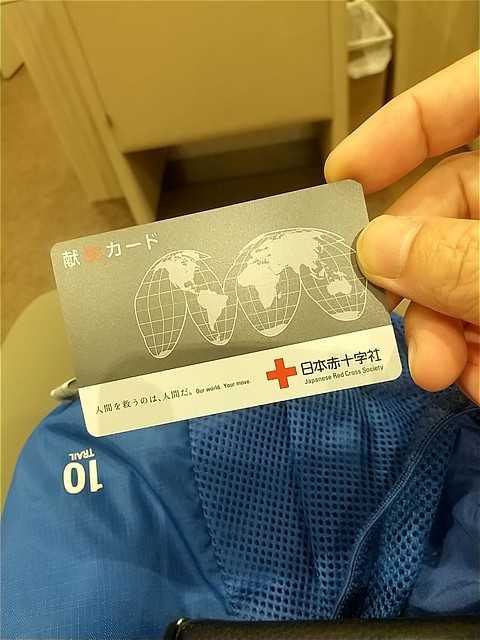 献血カード
日本赤十字社
Japanese Red Cross Society
人間を救うのは、人間だ。 Our world. Your move.
10
TRAIL